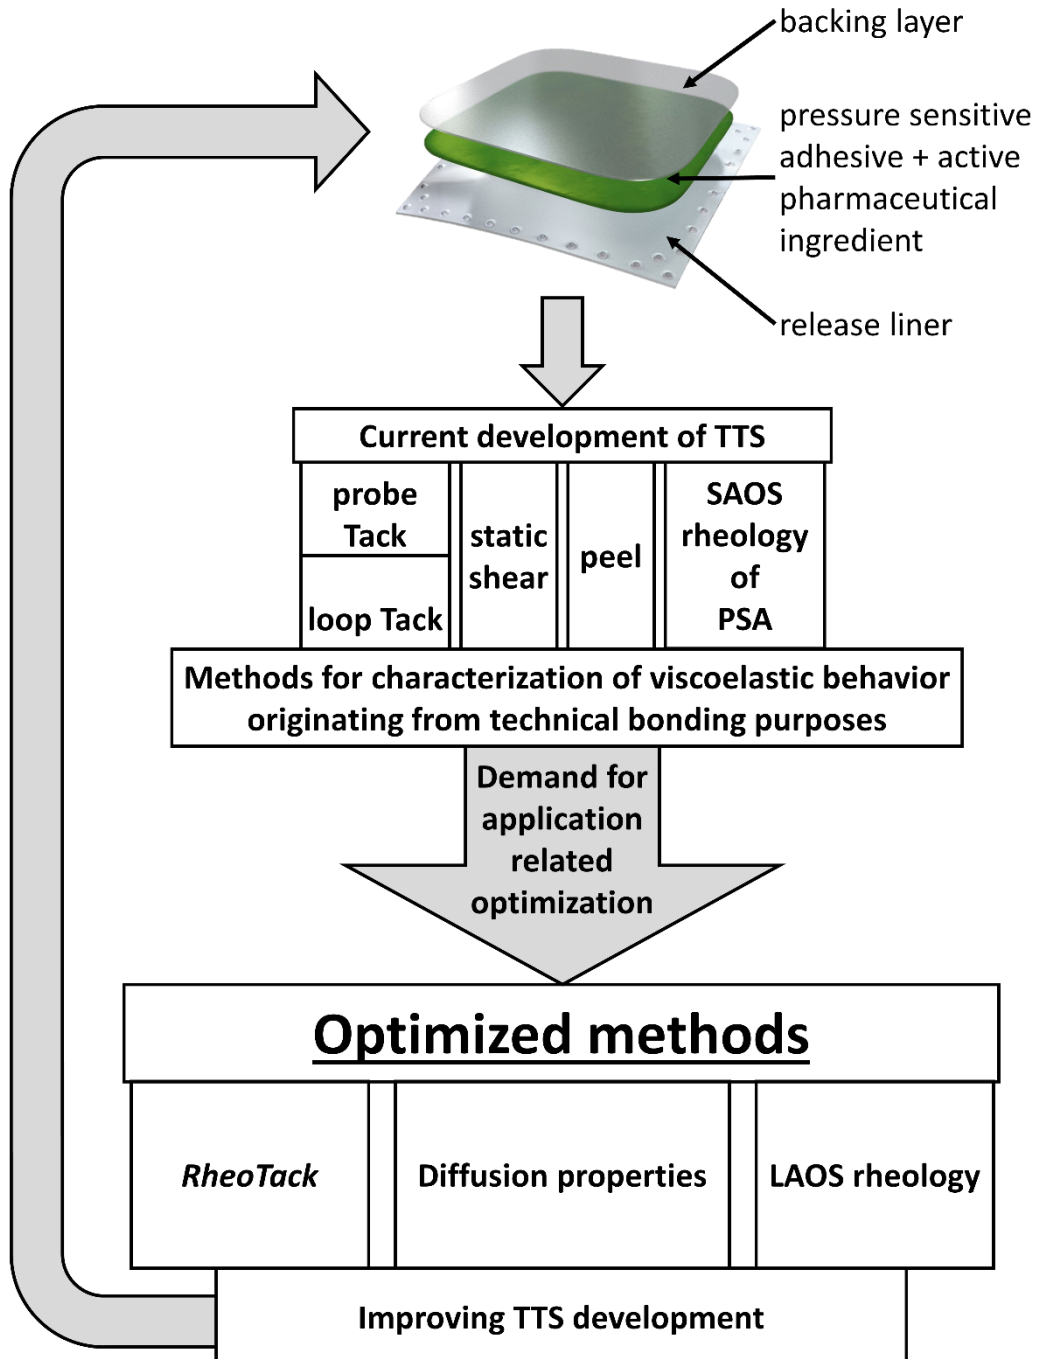 backing layer
pressure sensitive
adhesive + active
pharmaceutical
ingredient
release liner
Current development of TTS
probe
Tack
loop Tack
static
shear
peel
SAOS
rheology
of
PSA
Methods for characterization of viscoelastic behavior
originating from technical bonding purposes
Demand for
application
related
optimization
Optimized methods
RheoTack
Diffusion properties
LAOS rheology
Improving TTS development